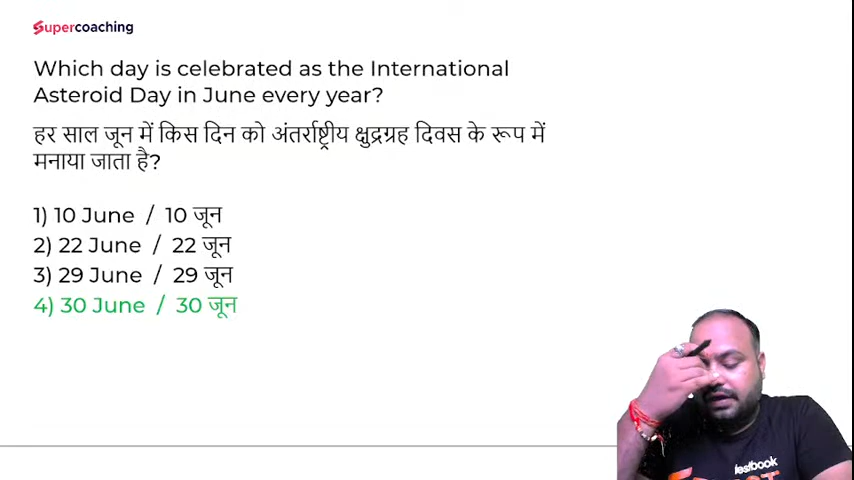 Supercoaching
Which day is celebrated as the International
Asteroid Day in June every year?
हर साल जून में किस दिन को अंतर्राष्ट्रीय क्षुद्रग्रह दिवस के रूप में
मनाया जाता है?
1) 10 June / 10 जून
2) 22 June / 22 जून
3) 29 June / 29 जून
4) 30 June / 30 जून
testbook